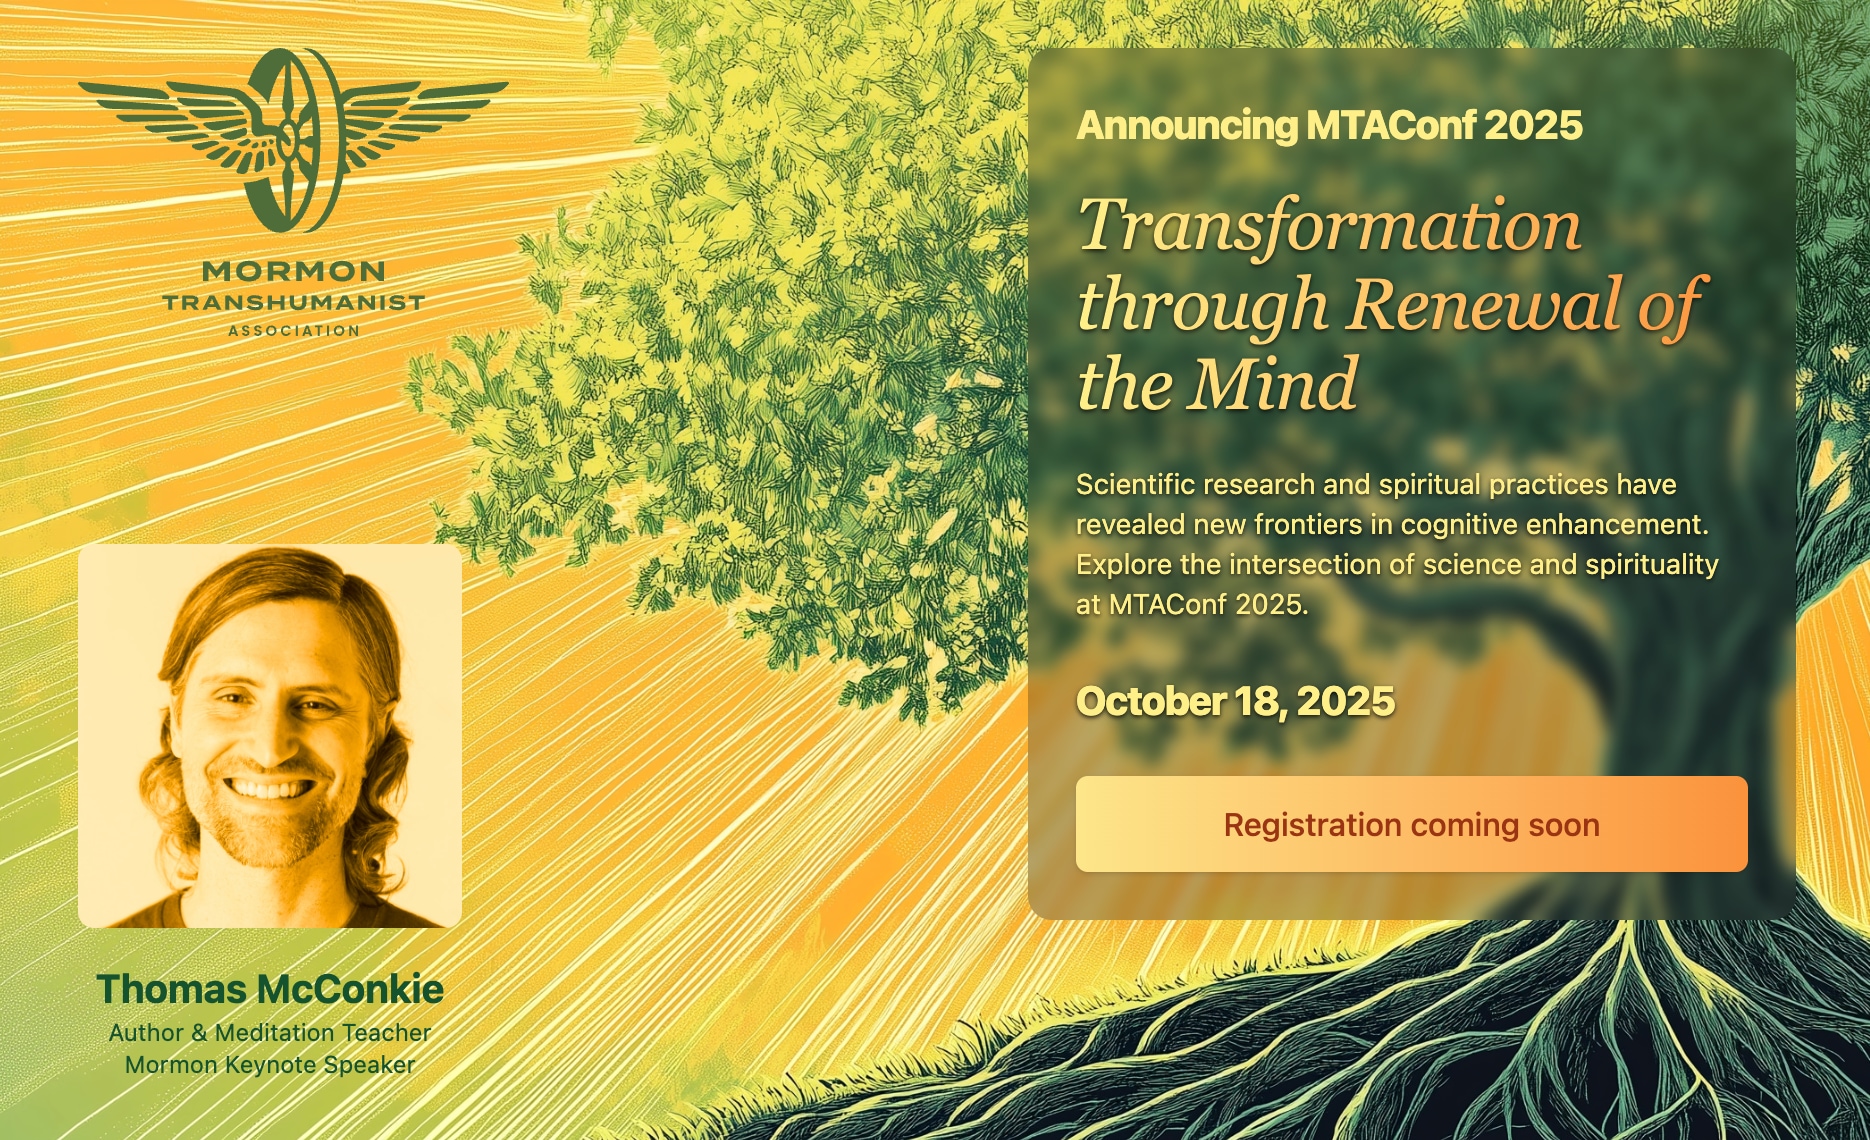 MORMON
TRANSHUMANIST
ASSOCIATION
Announcing MTAConf 2025
Transformation
through Renewal of
the Mind
Scientific research and spiritual practices have
revealed new frontiers in cognitive enhancement.
Explore the intersection of science and spirituality
at MTAConf 2025.
October 18, 2025
Registration coming soon
Thomas McConkie
Author & Meditation Teacher
Mormon Keynote Speaker